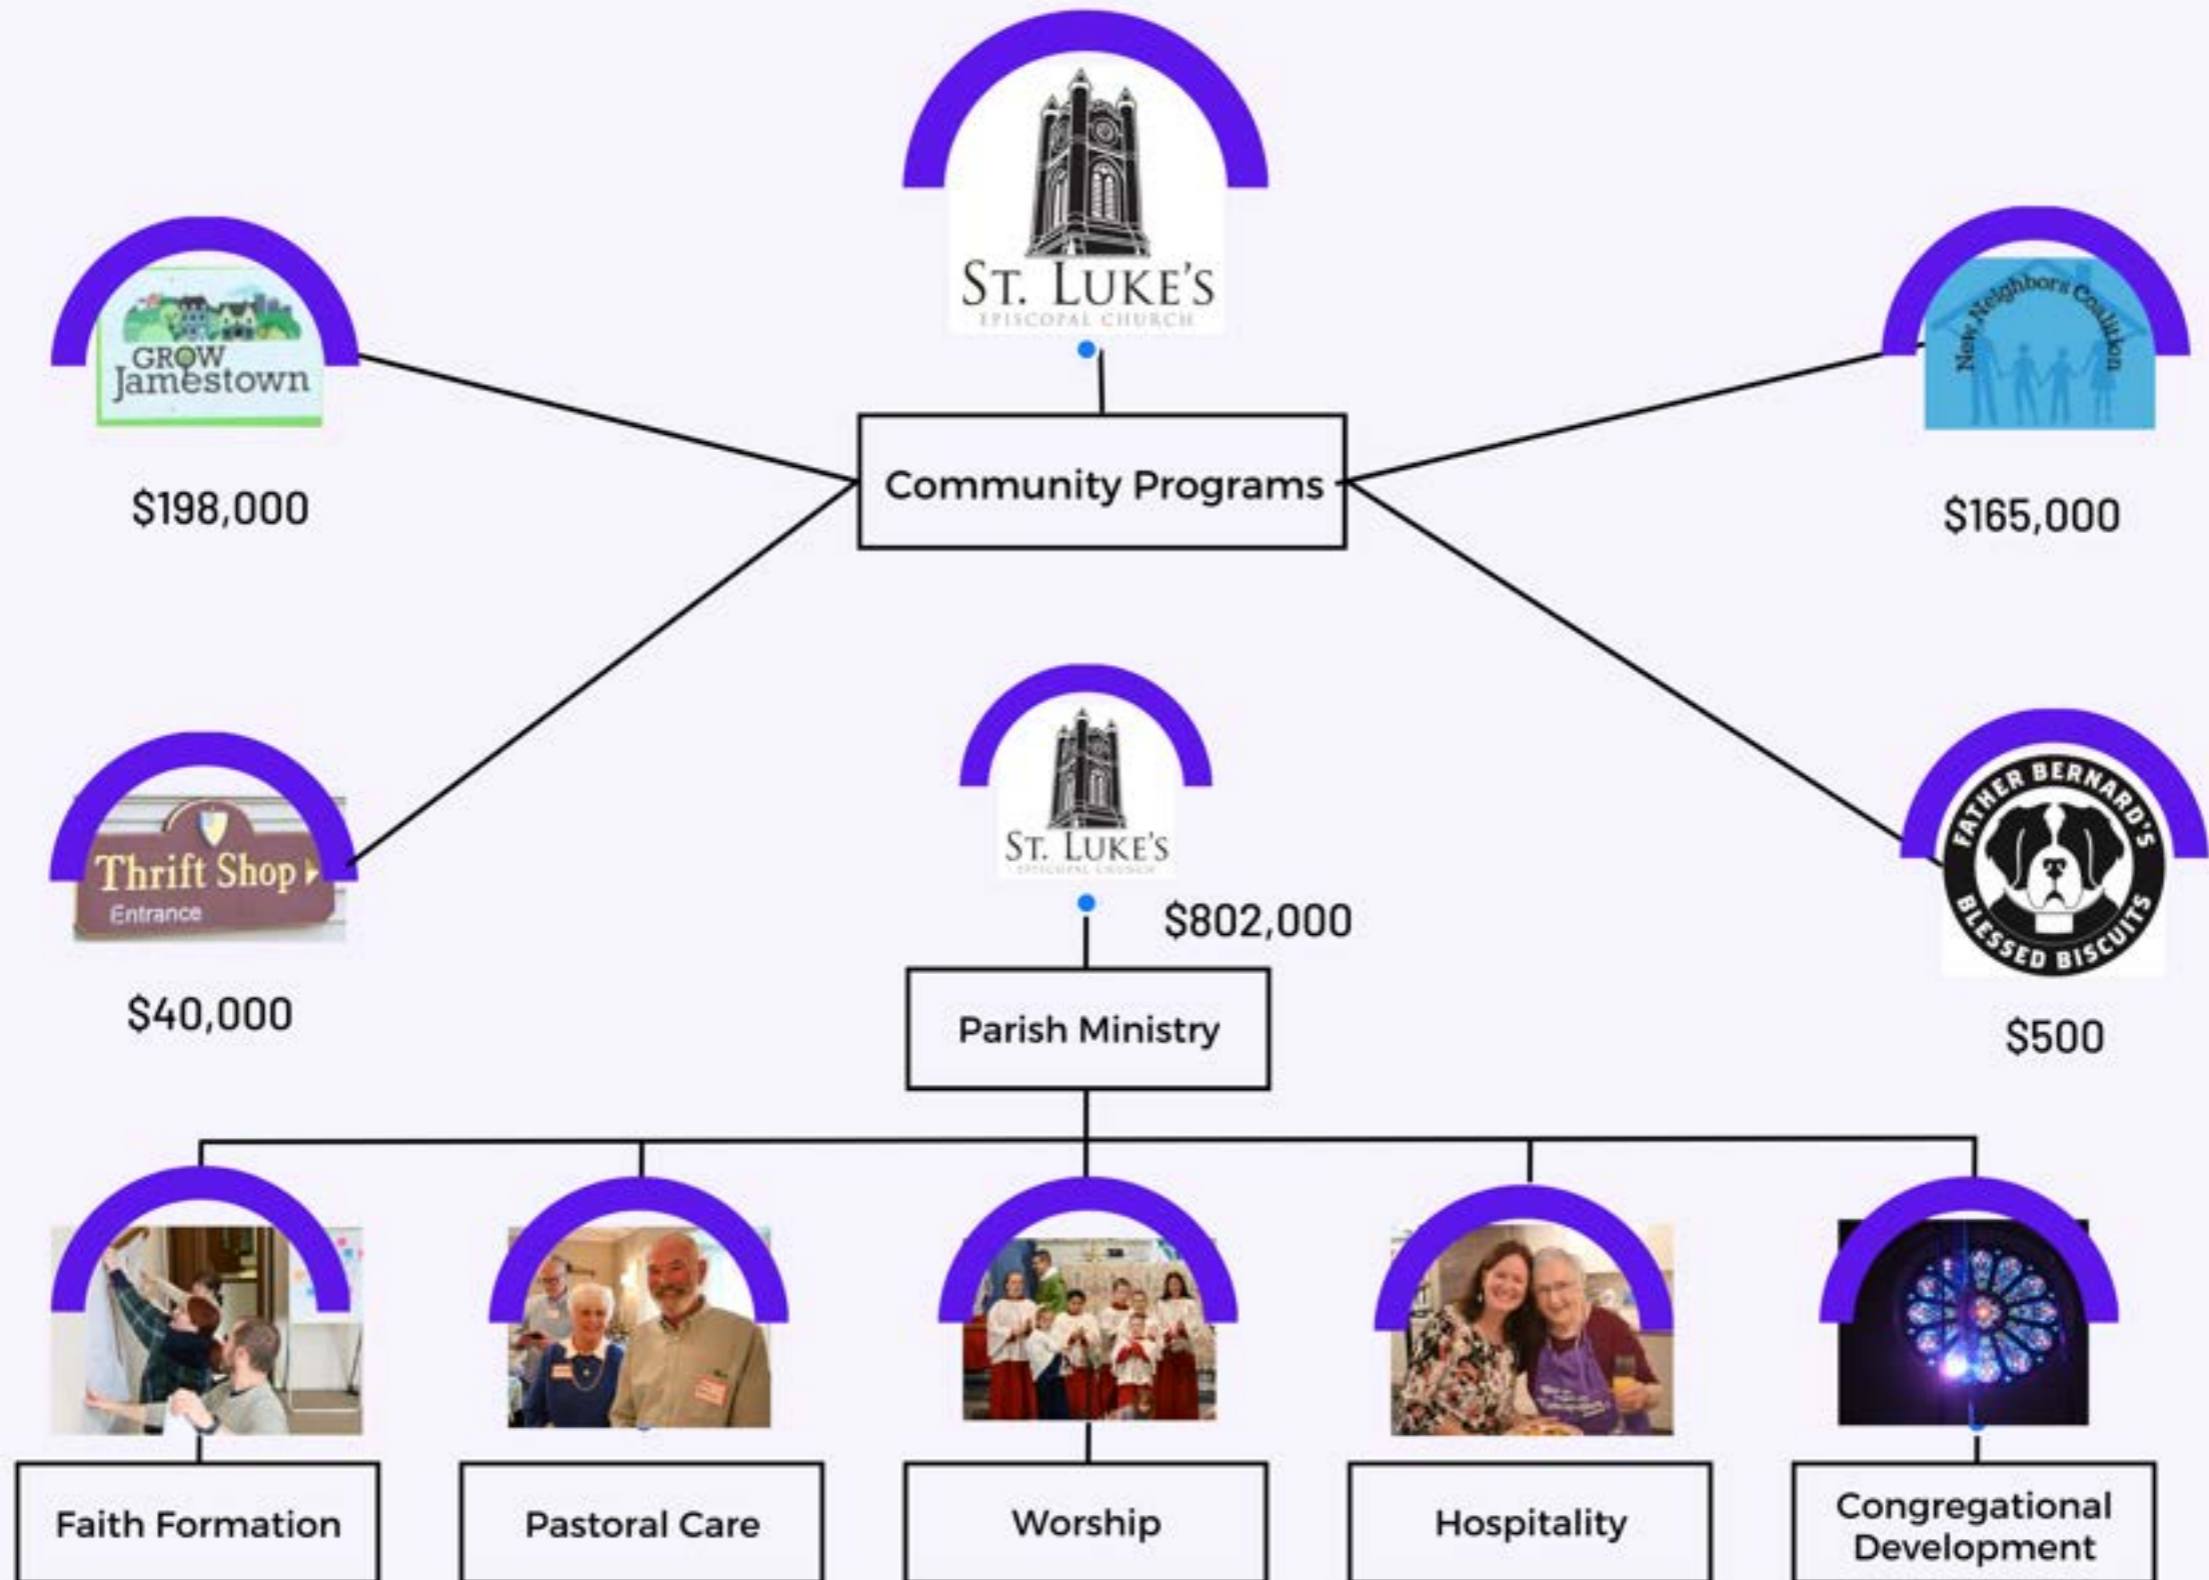 ST. LUKE'S
EPISCOPAL CHURCH
GROW
Jamestown
$198,000
Community Programs
New Neighbors Coalition
$165,000
Thrift Shop
Entrance
$40,000
ST. LUKE'S
EPISCOPAL CHURCH
$802,000
Parish Ministry
FATHER BERNARD'S
BLESSED BISCUITS
$500
Faith Formation
Pastoral Care
Worship
Hospitality
Congregational
Development